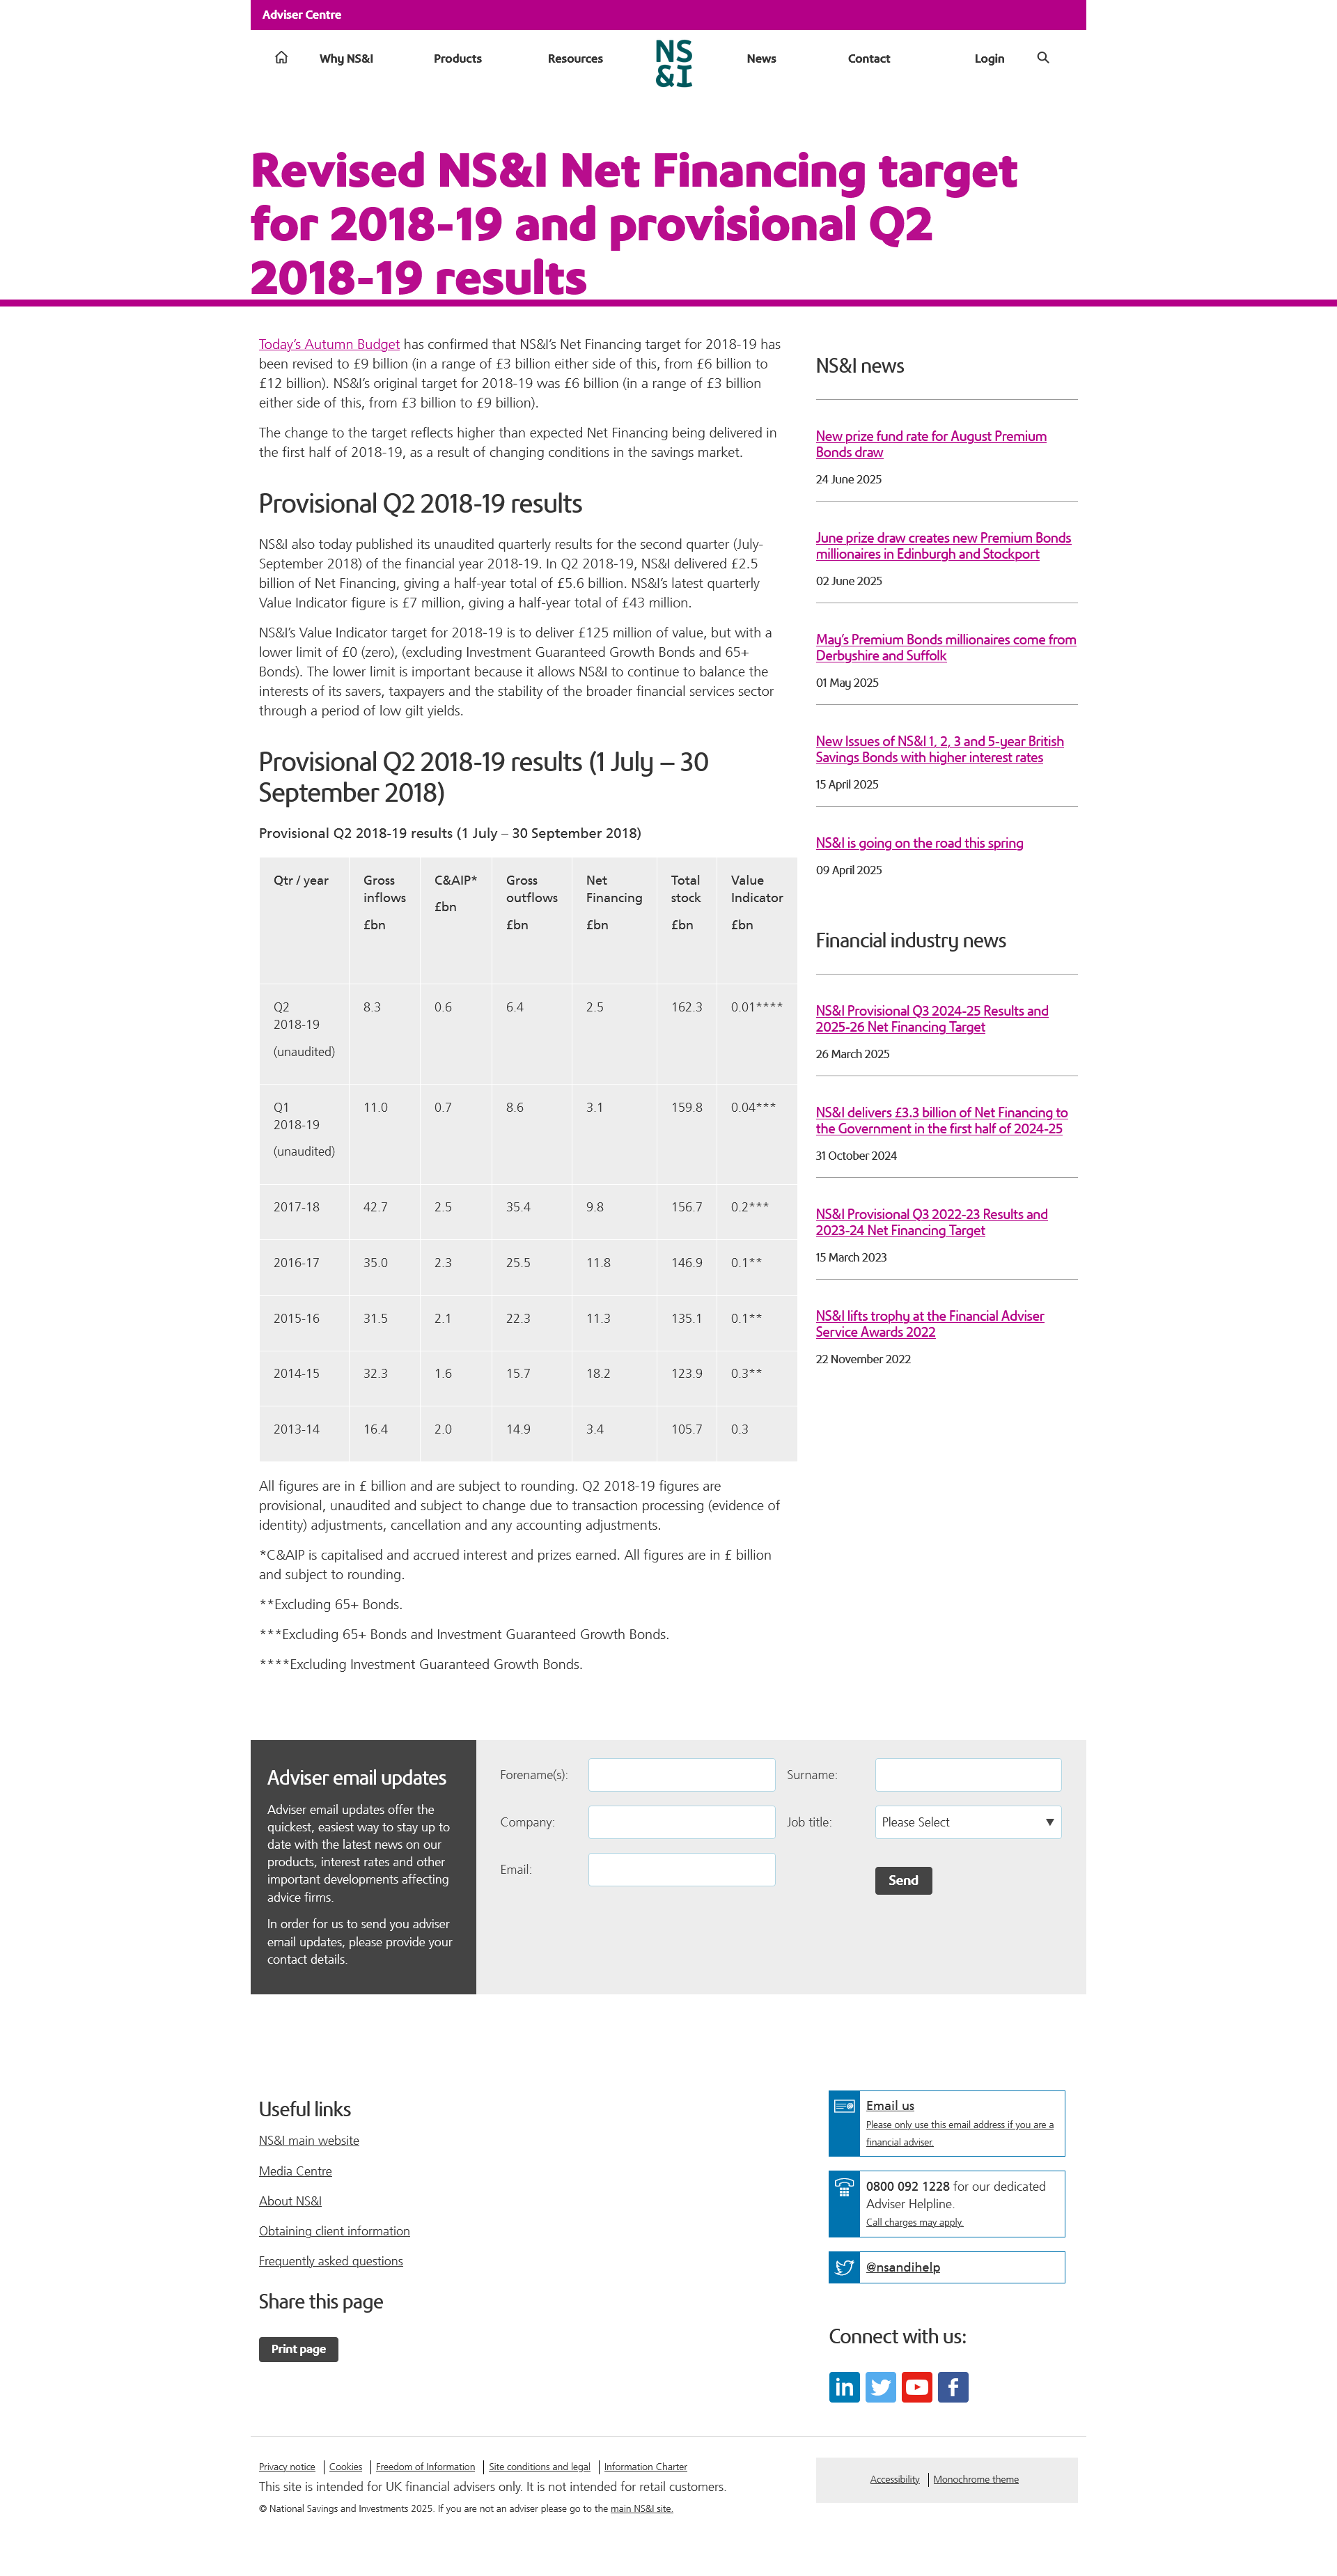 Adviser Centre
Why NS&I
Products
Resources
NS
&I
News
Contact
Login
Revised NS&I Net Financing target
for 2018-19 and provisional Q2
2018-19 results
Today's Autumn Budget has confirmed that NS&I's Net Financing target for 2018-19 has
been revised to £9 billion (in a range of £3 billion either side of this, from £6 billion to
£12 billion). NS&I's original target for 2018-19 was £6 billion (in a range of £3 billion
either side of this, from £3 billion to £9 billion).
The change to the target reflects higher than expected Net Financing being delivered in
the first half of 2018-19, as a result of changing conditions in the savings market.
Provisional Q2 2018-19 results
NS&I also today published its unaudited quarterly results for the second quarter (July-
September 2018) of the financial year 2018-19. In Q2 2018-19, NS&I delivered £2.5
billion of Net Financing, giving a half-year total of £5.6 billion. NS&I's latest quarterly
Value Indicator figure is £7 million, giving a half-year total of £43 million.
NS&I's Value Indicator target for 2018-19 is to deliver £125 million of value, but with a
lower limit of £0 (zero), (excluding Investment Guaranteed Growth Bonds and 65+
Bonds). The lower limit is important because it allows NS&I to continue to balance the
interests of its savers, taxpayers and the stability of the broader financial services sector
through a period of low gilt yields.
Provisional Q2 2018-19 results (1 July – 30
September 2018)
Provisional Q2 2018-19 results (1 July – 30 September 2018)
Qtr / year Gross C&AIP* Gross Net Total Value
inflows £bn outflows Financing stock Indicator
£bn £bn £bn £bn £bn
Q2 8.3 0.6 6.4 2.5 162.3 0.01****
2018-19
(unaudited)
Q1 11.0 0.7 8.6 3.1 159.8 0.04***
2018-19
(unaudited)
2017-18 42.7 2.5 35.4 9.8 156.7 0.2***
2016-17 35.0 2.3 25.5 11.8 146.9 0.1**
2015-16 31.5 2.1 22.3 11.3 135.1 0.1**
2014-15 32.3 1.6 15.7 18.2 123.9 0.3**
2013-14 16.4 2.0 14.9 3.4 105.7 0.3
All figures are in £ billion and are subject to rounding. Q2 2018-19 figures are
provisional, unaudited and subject to change due to transaction processing (evidence of
identity) adjustments, cancellation and any accounting adjustments.
*C&AIP is capitalised and accrued interest and prizes earned. All figures are in £ billion
and subject to rounding.
**Excluding 65+ Bonds.
***Excluding 65+ Bonds and Investment Guaranteed Growth Bonds.
****Excluding Investment Guaranteed Growth Bonds.
NS&I news
New prize fund rate for August Premium
Bonds draw
24 June 2025
June prize draw creates new Premium Bonds
millionaires in Edinburgh and Stockport
02 June 2025
May's Premium Bonds millionaires come from
Derbyshire and Suffolk
01 May 2025
New Issues of NS&I 1, 2, 3 and 5-year British
Savings Bonds with higher interest rates
15 April 2025
NS&I is going on the road this spring
09 April 2025
Financial industry news
NS&I Provisional Q3 2024-25 Results and
2025-26 Net Financing Target
26 March 2025
NS&I delivers £3.3 billion of Net Financing to
the Government in the first half of 2024-25
31 October 2024
NS&I Provisional Q3 2022-23 Results and
2023-24 Net Financing Target
15 March 2023
NS&I lifts trophy at the Financial Adviser
Service Awards 2022
22 November 2022
Adviser email updates
Adviser email updates offer the
quickest, easiest way to stay up to
date with the latest news on our
products, interest rates and other
important developments affecting
advice firms.
In order for us to send you adviser
email updates, please provide your
contact details.
Forename(s):
Surname:
Company:
Job title:
Please Select
Email:
Send
Useful links
NS&I main website
Media Centre
About NS&I
Obtaining client information
Frequently asked questions
Share this page
Print page
Email us
Please only use this email address if you are a
financial adviser.
0800 092 1228 for our dedicated
Adviser Helpline.
Call charges may apply.
@nsandihelp
Connect with us:
Privacy notice
Cookies
Freedom of Information
Site conditions and legal
Information Charter
This site is intended for UK financial advisers only. It is not intended for retail customers.
© National Savings and Investments 2025. If you are not an adviser please go to the main NS&I site.
Accessibility
Monochrome theme